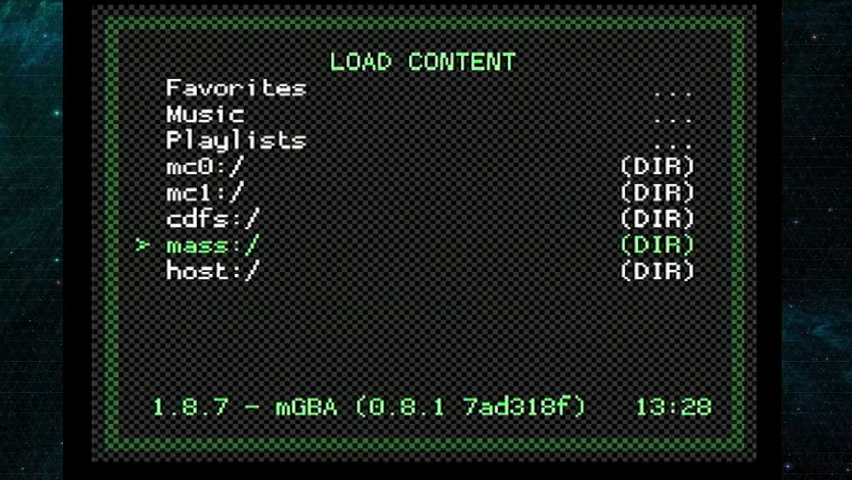 LOAD CONTENT
Favorites ...
Music ...
Playlists ...
mc0:/ (DIR)
mc1:/ (DIR)
cdfs:/ (DIR)
> mass:/ (DIR)
host:/ (DIR)
1.8.7 - mGBA (0.8.1 7ad318f) 13:28